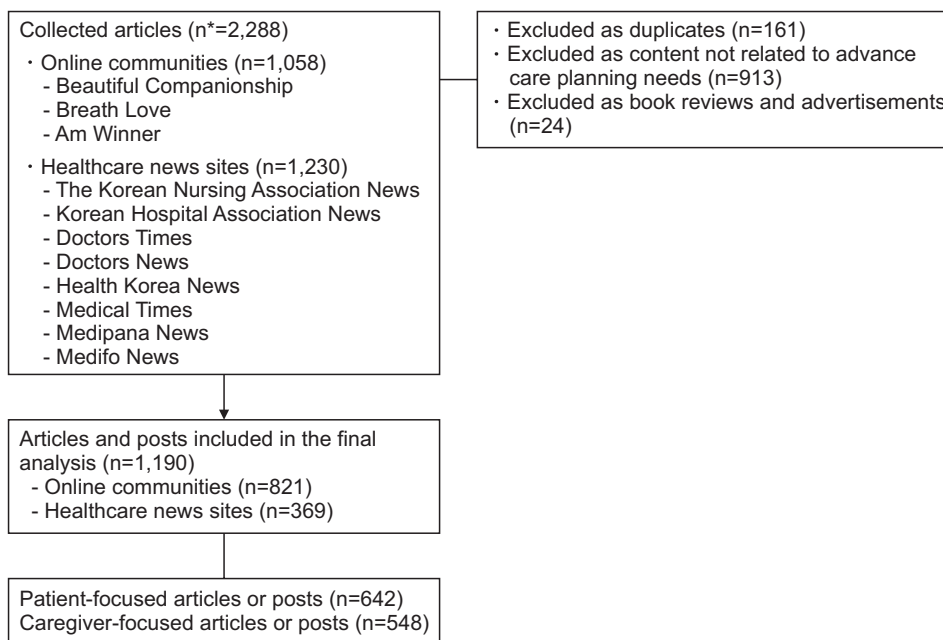 Collected articles (n*=2,288)
· Online communities (n=1,058)
- Beautiful Companionship
- Breath Love
- Am Winner
· Healthcare news sites (n=1,230)
- The Korean Nursing Association News
- Korean Hospital Association News
- Doctors Times
- Doctors News
- Health Korea News
- Medical Times
- Medipana News
- Medifo News
· Excluded as duplicates (n=161)
· Excluded as content not related to advance
care planning needs (n=913)
· Excluded as book reviews and advertisements
(n=24)
Articles and posts included in the final
analysis (n=1,190)
- Online communities (n=821)
- Healthcare news sites (n=369)
Patient-focused articles or posts (n=642)
Caregiver-focused articles or posts (n=548)